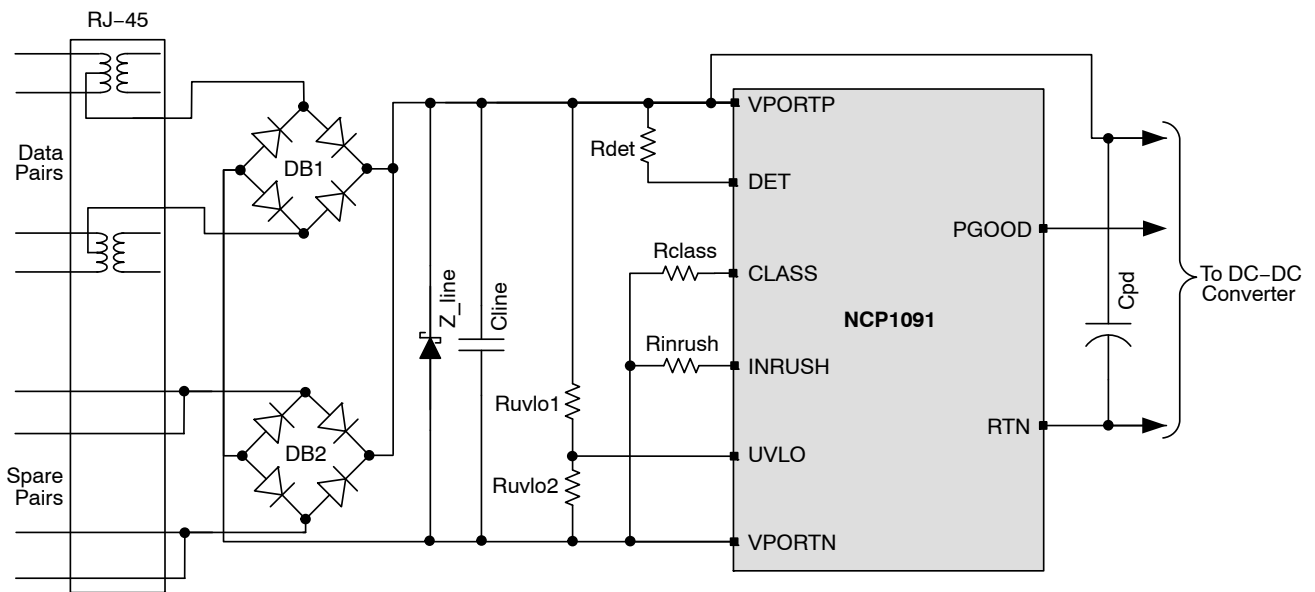 RJ−45
Data
Pairs
DB1
Rdet
VPORTP
DET
PGOOD
Rclass
CLASS
Z_line
Cline
NCP1091
Cpd
To DC−DC
Converter
Rinrush
INRUSH
Ruvlo1
RTN
DB2
UVLO
Spare
Pairs
Ruvlo2
VPORTN